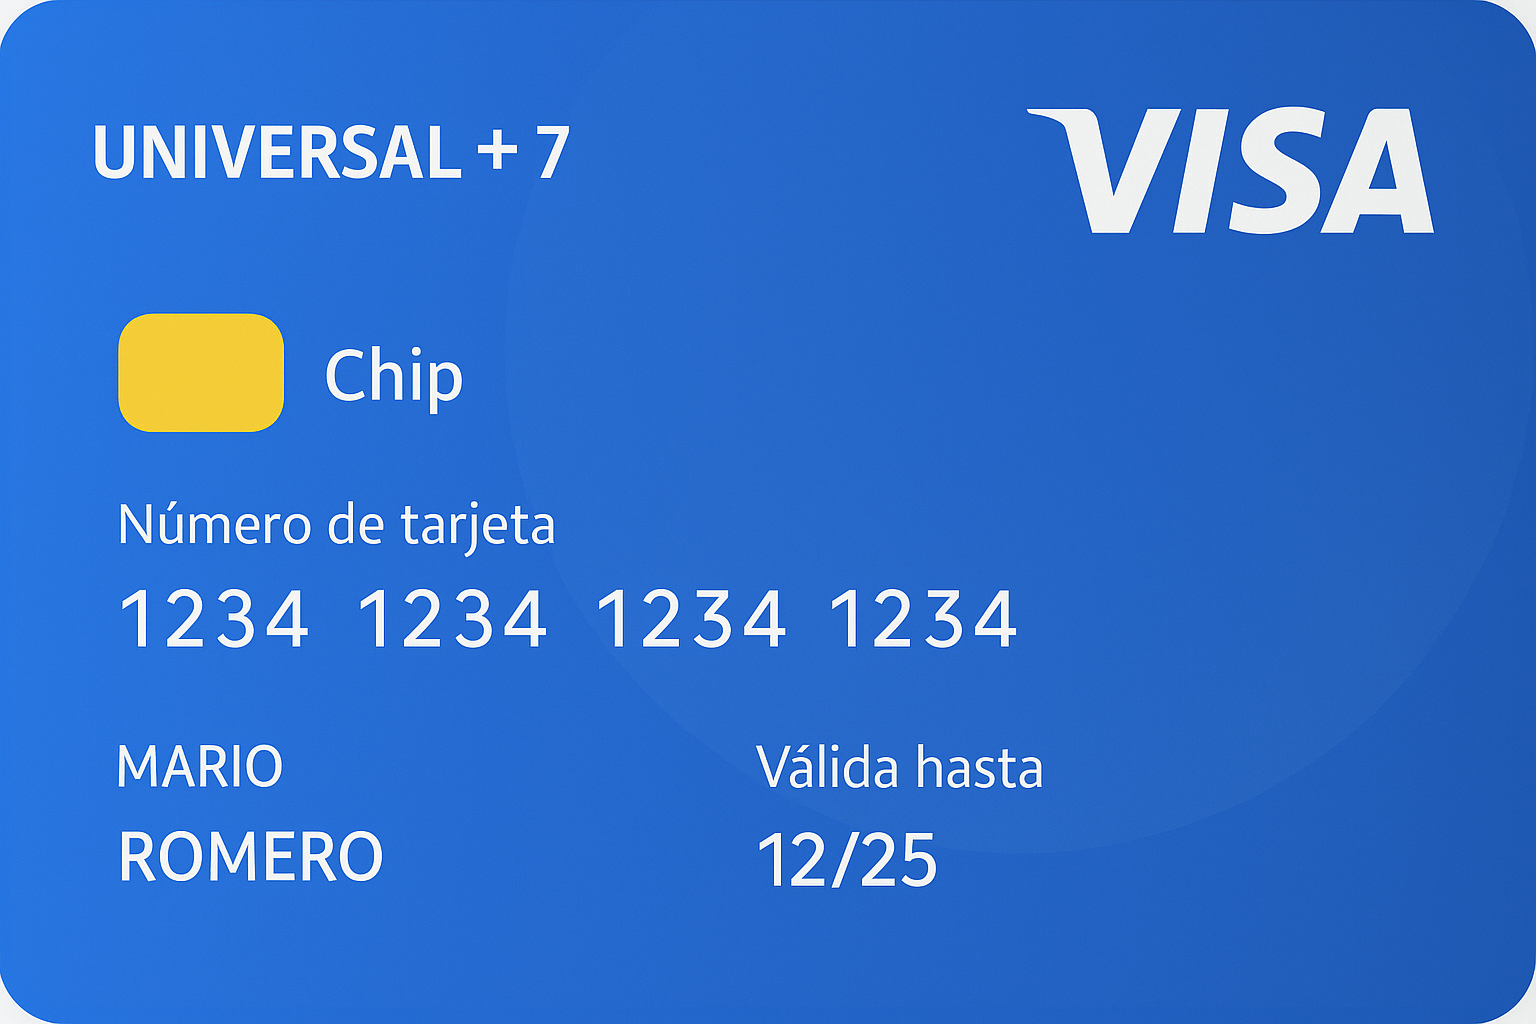 UNIVERSAL + 7
VISA
Chip
Número de tarjeta
1234 1234 1234 1234
MARIO
ROMERO
Válida hasta
12/25